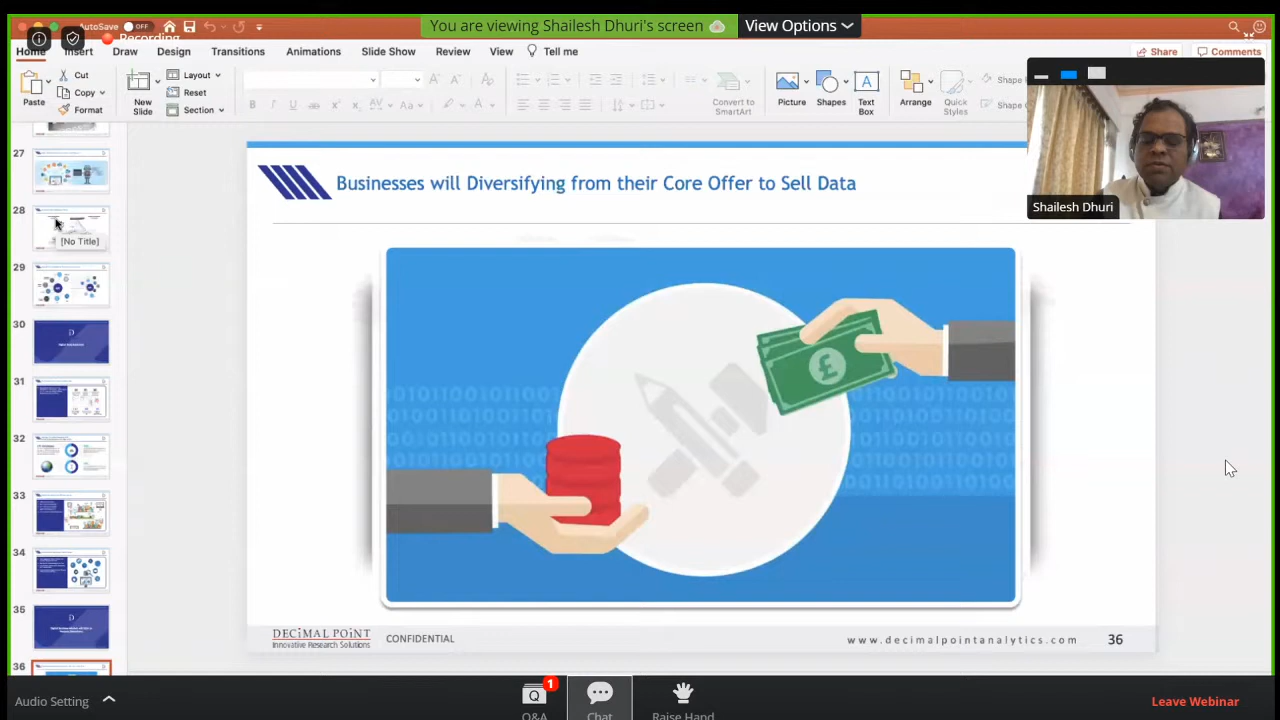 AutoSave OFF
You are viewing Shailesh Dhuri's screen
View Options
Recording
Home Insert Draw Design Transitions Animations Slide Show Review View Tell me
Share Comments
Paste
Cut
Copy
Format
New
Slide
Layout
Reset
Section
Convert to
SmartArt
Picture
Shapes
Text
Box
Arrange
Quick
Styles
Shape
Shape
Shailesh Dhuri
27
28
[No Title]
29
30
31
32
33
34
35
36
Businesses will Diversifying from their Core Offer to Sell Data
£
DECiMAL POiNT
Innovative Research Solutions
CONFIDENTIAL
www.decimalpointanalytics.com
36
Audio Setting
Q
1
Q&A
Chat
Raise Hand
Leave Webinar